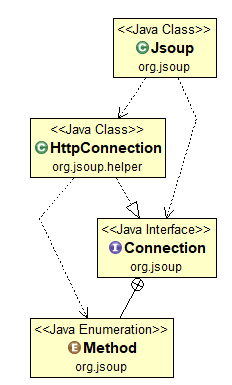 <<Java Class>>
Jsoup
org.jsoup
<<Java Class>>
HttpConnection
org.jsoup.helper
<<Java Interface>>
Connection
org.jsoup
<<Java Enumeration>>
Method
org.jsoup